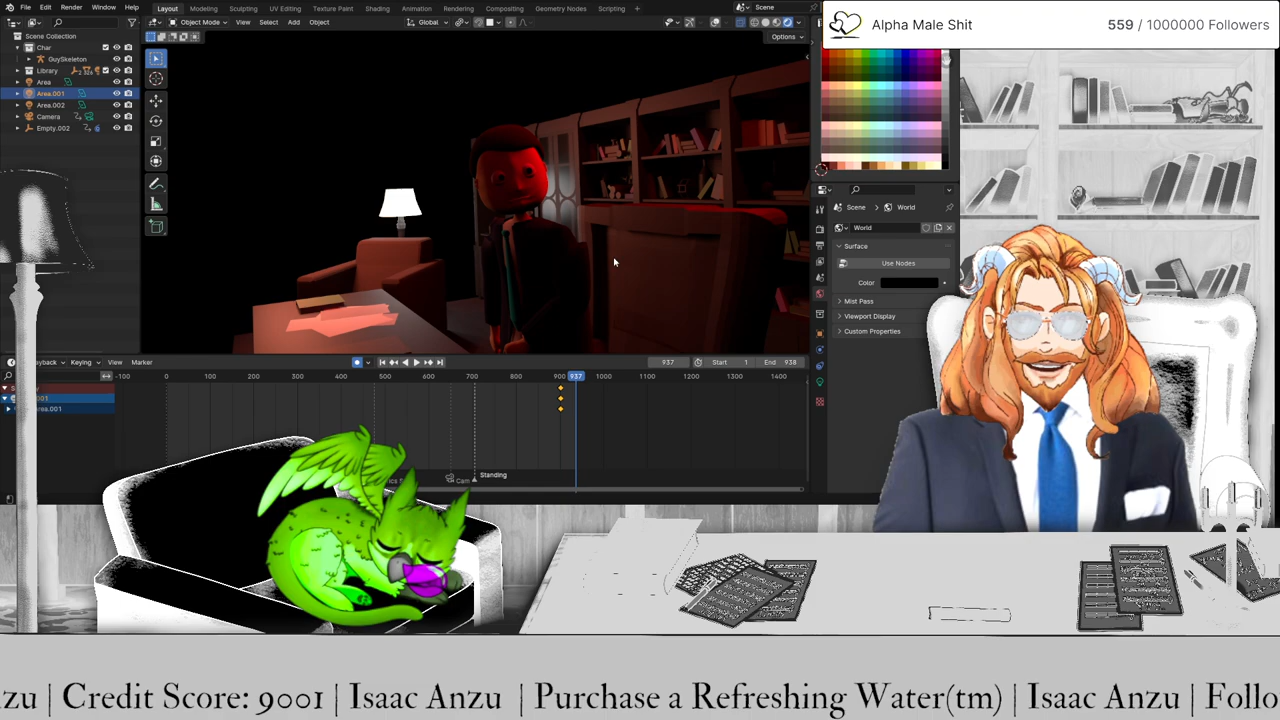 File Edit Render Window Help
Layout Modeling Sculpting UV Editing Texture Paint Shading Animation Rendering Compositing Geometry Nodes Scripting
Scene
Object Mode View Select Add Object
Global
Options
Scene Collection
Char
GuySkeleton
Library
Area
Area.001
Area.002
Camera
Empty.002
Alpha Male Shit 559 / 1000000 Followers
Scene World
World
Surface
Use Nodes
Color
Mist Pass
Viewport Display
Custom Properties
Keying View Marker
937 Start 1 End 938
-100 0 100 200 300 400 500 600 700 800 900 937 1000 1100 1200 1300 1400
Standing
zu | Credit Score: 9001 | Isaac Anzu | Purchase a Refreshing Water(tm) | Isaac Anzu | Follo